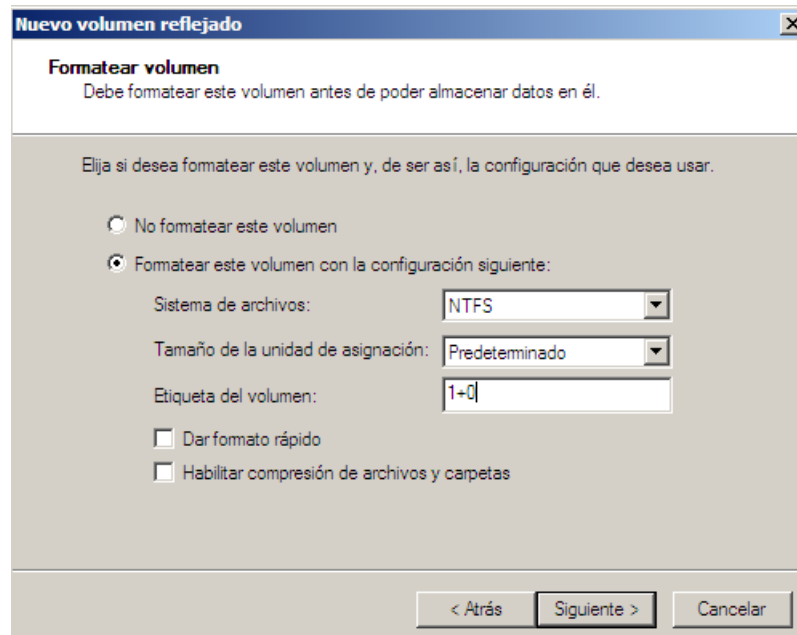 Nuevo volumen reflejado
Formatear volumen
Debe formatear este volumen antes de poder almacenar datos en él.
Elija si desea formatear este volumen y, de ser así, la configuración que desea usar.
No formatear este volumen
Formatear este volumen con la configuración siguiente:
Sistema de archivos: NTFS
Tamaño de la unidad de asignación: Predeterminado
Etiqueta del volumen: 1+0
Dar formato rápido
Habilitar compresión de archivos y carpetas
< Atrás Siguiente > Cancelar